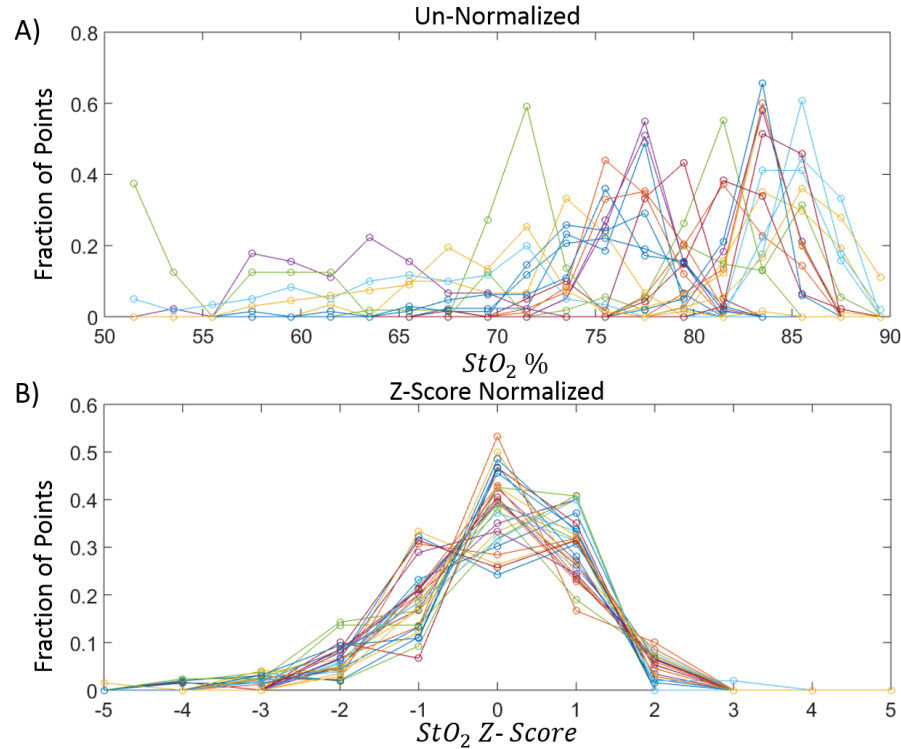 A)
Un-Normalized
Fraction of Points
0.8
0.6
0.4
0.2
0
50 55 60 65 70 75 80 85 90
StO₂ %
B)
Z-Score Normalized
Fraction of Points
0.6
0.5
0.4
0.3
0.2
0.1
0
-5 -4 -3 -2 -1 0 1 2 3 4 5
StO₂ Z- Score